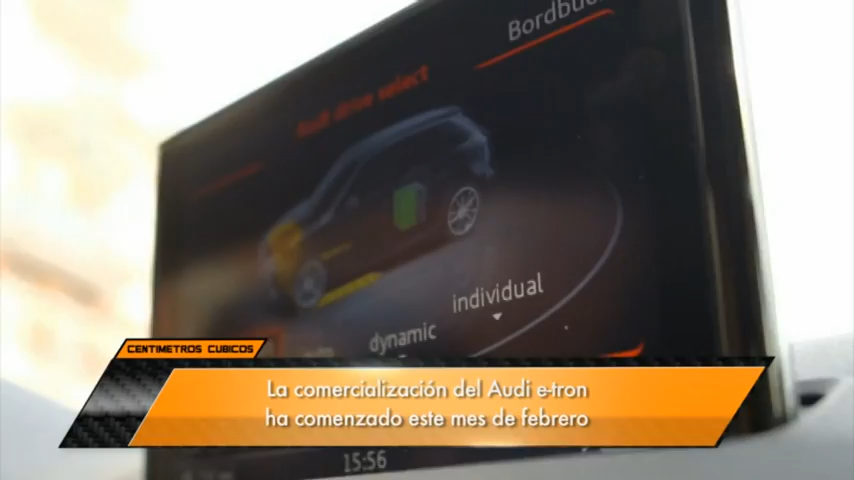 Audi drive select
individual
dynamic
CENTIMETROS CUBICOS
La comercialización del Audi e-tron
ha comenzado este mes de febrero
15:56